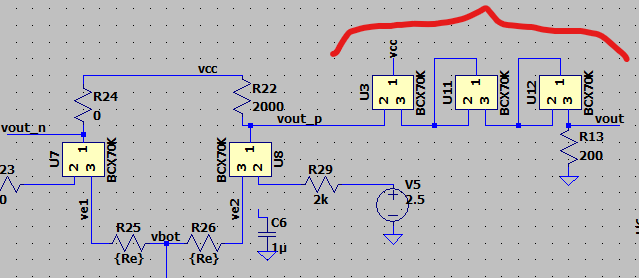 vcc
vcc
R24
0
R22
2000
U3
1
2 3
BCX70K
U11
1
2 3
BCX70K
U12
1
2 3
BCX70K
vout_n
vout_p
vout
R13
200
U7
1
2 3
BCX70K
BCX70K
1
3 2
U8
23
0
R29
2k
V5
2.5
ve1
ve2
R25
{Re}
vbot
R26
{Re}
C6
1µ